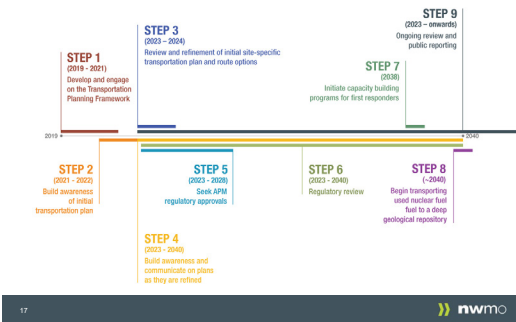 STEP 1
(2019 - 2021)
Develop and engage
on the Transportation
Planning Framework
STEP 3
(2023 – 2024)
Review and refinement of initial site-specific
transportation plan and route options
STEP 7
(2038)
Initiate capacity building
programs for first responders
STEP 9
(2023 – onwards)
Ongoing review and
public reporting
2019
2040
STEP 2
(2021 - 2022)
Build awareness
of initial
transportation plan
STEP 4
(2023 - 2040)
Build awareness and
communicate on plans
as they are refined
STEP 5
(2023 - 2028)
Seek APM
regulatory approvals
STEP 6
(2023 - 2040)
Regulatory review
STEP 8
(~2040)
Begin transporting
used nuclear fuel
fuel to a deep
geological repository
17
nwmo